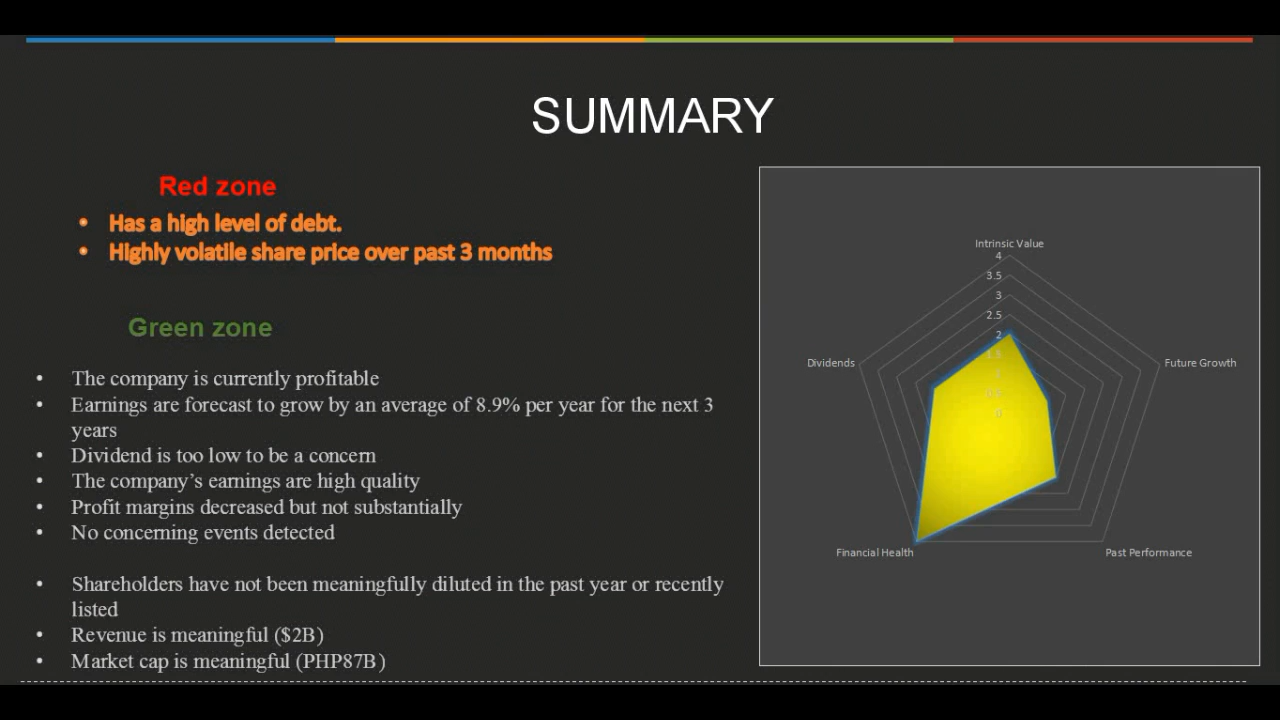 SUMMARY
Red zone
• Has a high level of debt.
• Highly volatile share price over past 3 months
Green zone
• The company is currently profitable
• Earnings are forecast to grow by an average of 8.9% per year for the next 3
years
• Dividend is too low to be a concern
• The company's earnings are high quality
• Profit margins decreased but not substantially
• No concerning events detected
• Shareholders have not been meaningfully diluted in the past year or recently
listed
• Revenue is meaningful ($2B)
• Market cap is meaningful (PHP87B)
Intrinsic Value
4
3.5
3
2.5
2
1.5
1
0.5
0
Dividends
Future Growth
Financial Health
Past Performance